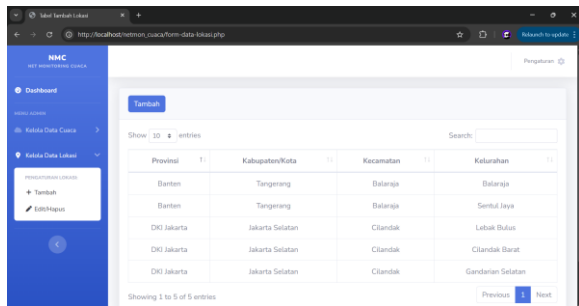 Tabel Tambah Lokasi
http://localhost/netmon_cuaca/form-data-lokasi.php
Relaunch to update
NMC
NET MONITORING CUACA
Pengaturan
Dashboard
MENU ADMIN
Kelola Data Cuaca
Kelola Data Lokasi
PENGATURAN LOKASI:
+ Tambah
Edit/Hapus
Tambah
Show 10 entries
Search:
Provinsi Kabupaten/Kota Kecamatan Kelurahan
Banten Tangerang Balaraja Balaraja
Banten Tangerang Balaraja Sentul Jaya
DKI Jakarta Jakarta Selatan Cilandak Lebak Bulus
DKI Jakarta Jakarta Selatan Cilandak Cilandak Barat
DKI Jakarta Jakarta Selatan Cilandak Gandarian Selatan
Showing 1 to 5 of 5 entries
Previous 1 Next